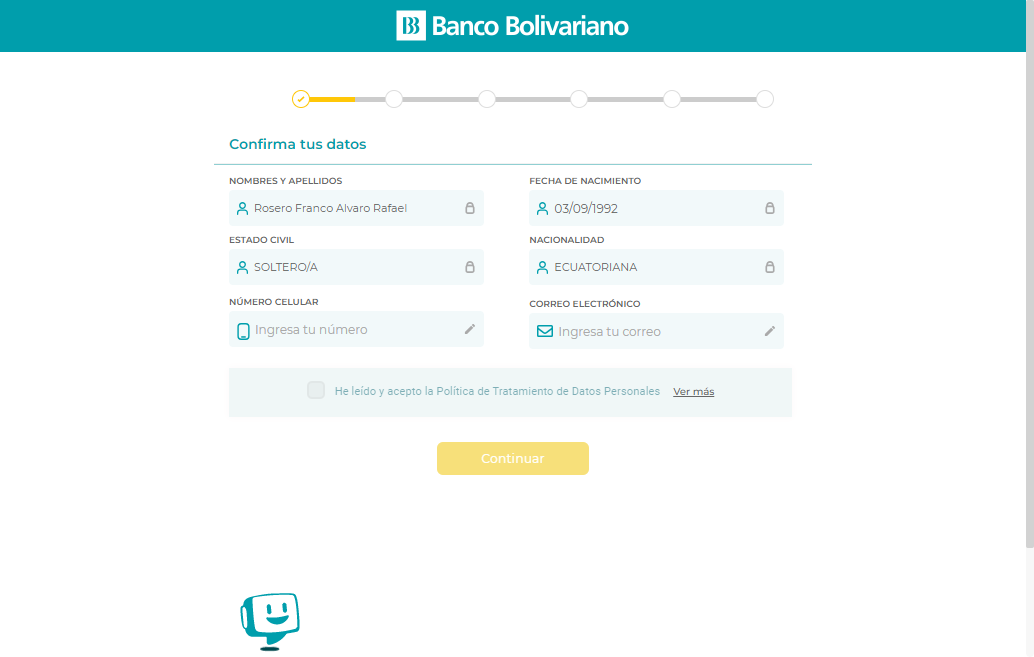 Banco Bolivariano
Confirma tus datos
NOMBRES Y APELLIDOS
Rosero Franco Alvaro Rafael
FECHA DE NACIMIENTO
03/09/1992
ESTADO CIVIL
SOLTERO/A
NACIONALIDAD
ECUATORIANA
NÚMERO CELULAR
Ingresa tu número
CORREO ELECTRÓNICO
Ingresa tu correo
He leído y acepto la Política de Tratamiento de Datos Personales Ver más
Continuar